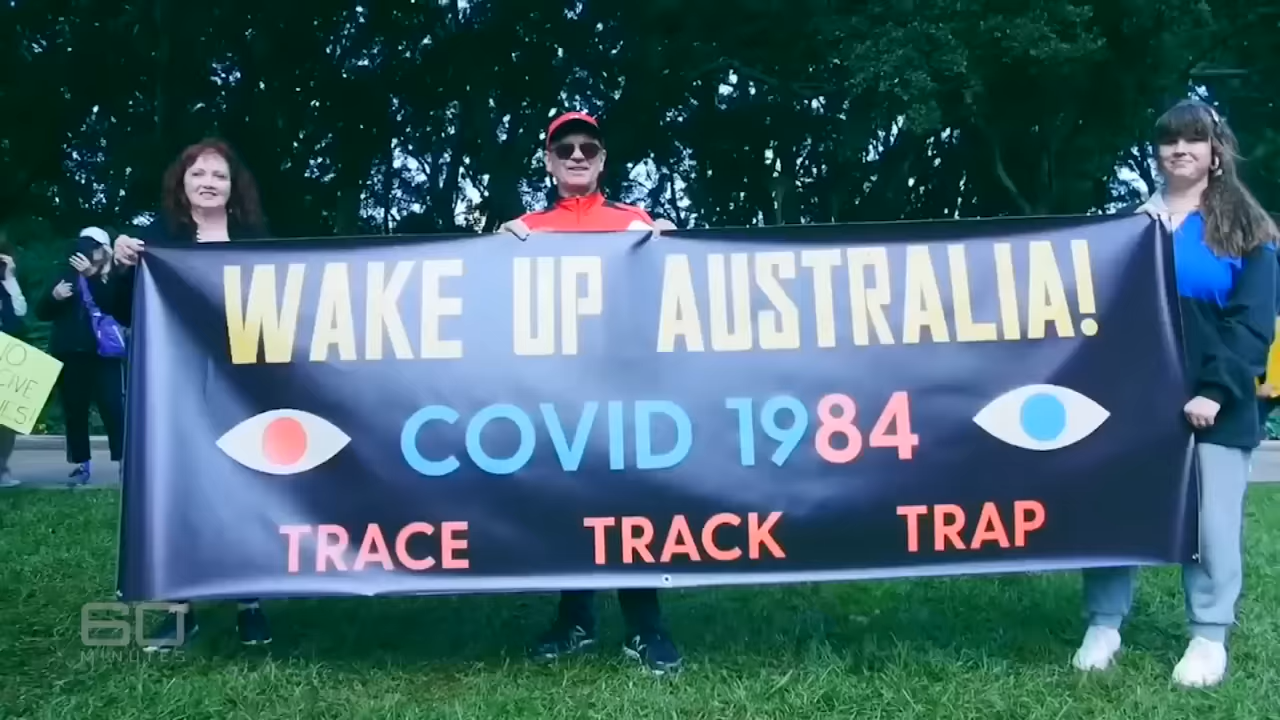 WAKE UP AUSTRALIA!
COVID 1984
TRACE TRACK TRAP
60
MINUTES